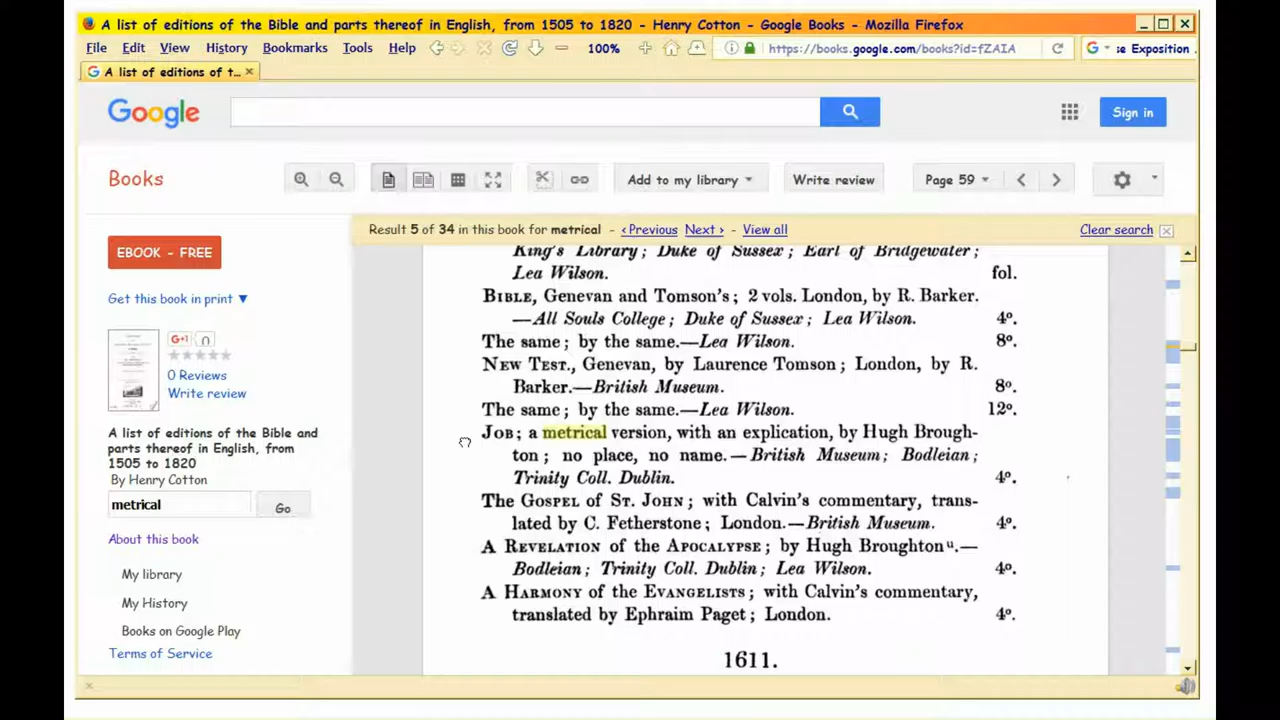 A list of editions of the Bible and parts thereof in English, from 1505 to 1820 - Henry Cotton - Google Books - Mozilla Firefox
File Edit View History Bookmarks Tools Help 100% https://books.google.com/books?id=fZAIA G ıe Exposition .
G A list of editions of t...
Google Sign in
Books Add to my library Write review Page 59
Result 5 of 34 in this book for metrical - ‹Previous Next› - View all Clear search
EBOOK - FREE
Get this book in print ▼
G+1 0
0 Reviews
Write review
A list of editions of the Bible and
parts thereof in English, from
1505 to 1820
By Henry Cotton
metrical Go
About this book
My library
My History
Books on Google Play
Terms of Service
King's Library; Duke of Sussex; Earl of Bridgewater;
Lea Wilson. fol.
BIBLE, Genevan and Tomson's; 2 vols. London, by R. Barker.
—All Souls College; Duke of Sussex; Lea Wilson. 4º.
The same; by the same.—Lea Wilson. 8º.
NEW TEST., Genevan, by Laurence Tomson; London, by R.
Barker.—British Museum. 8º.
The same; by the same.—Lea Wilson. 12º.
JOB; a metrical version, with an explication, by Hugh Brough-
ton; no place, no name.—British Museum; Bodleian;
Trinity Coll. Dublin. 4º.
The GOSPEL of ST. JOHN; with Calvin's commentary, trans-
lated by C. Fetherstone; London.—British Museum. 4º.
A REVELATION of the APOCALYPSE; by Hugh Broughton ᵘ.—
Bodleian; Trinity Coll. Dublin; Lea Wilson. 4º.
A HARMONY of the EVANGELISTS; with Calvin's commentary,
translated by Ephraim Paget; London. 4º.
1611.